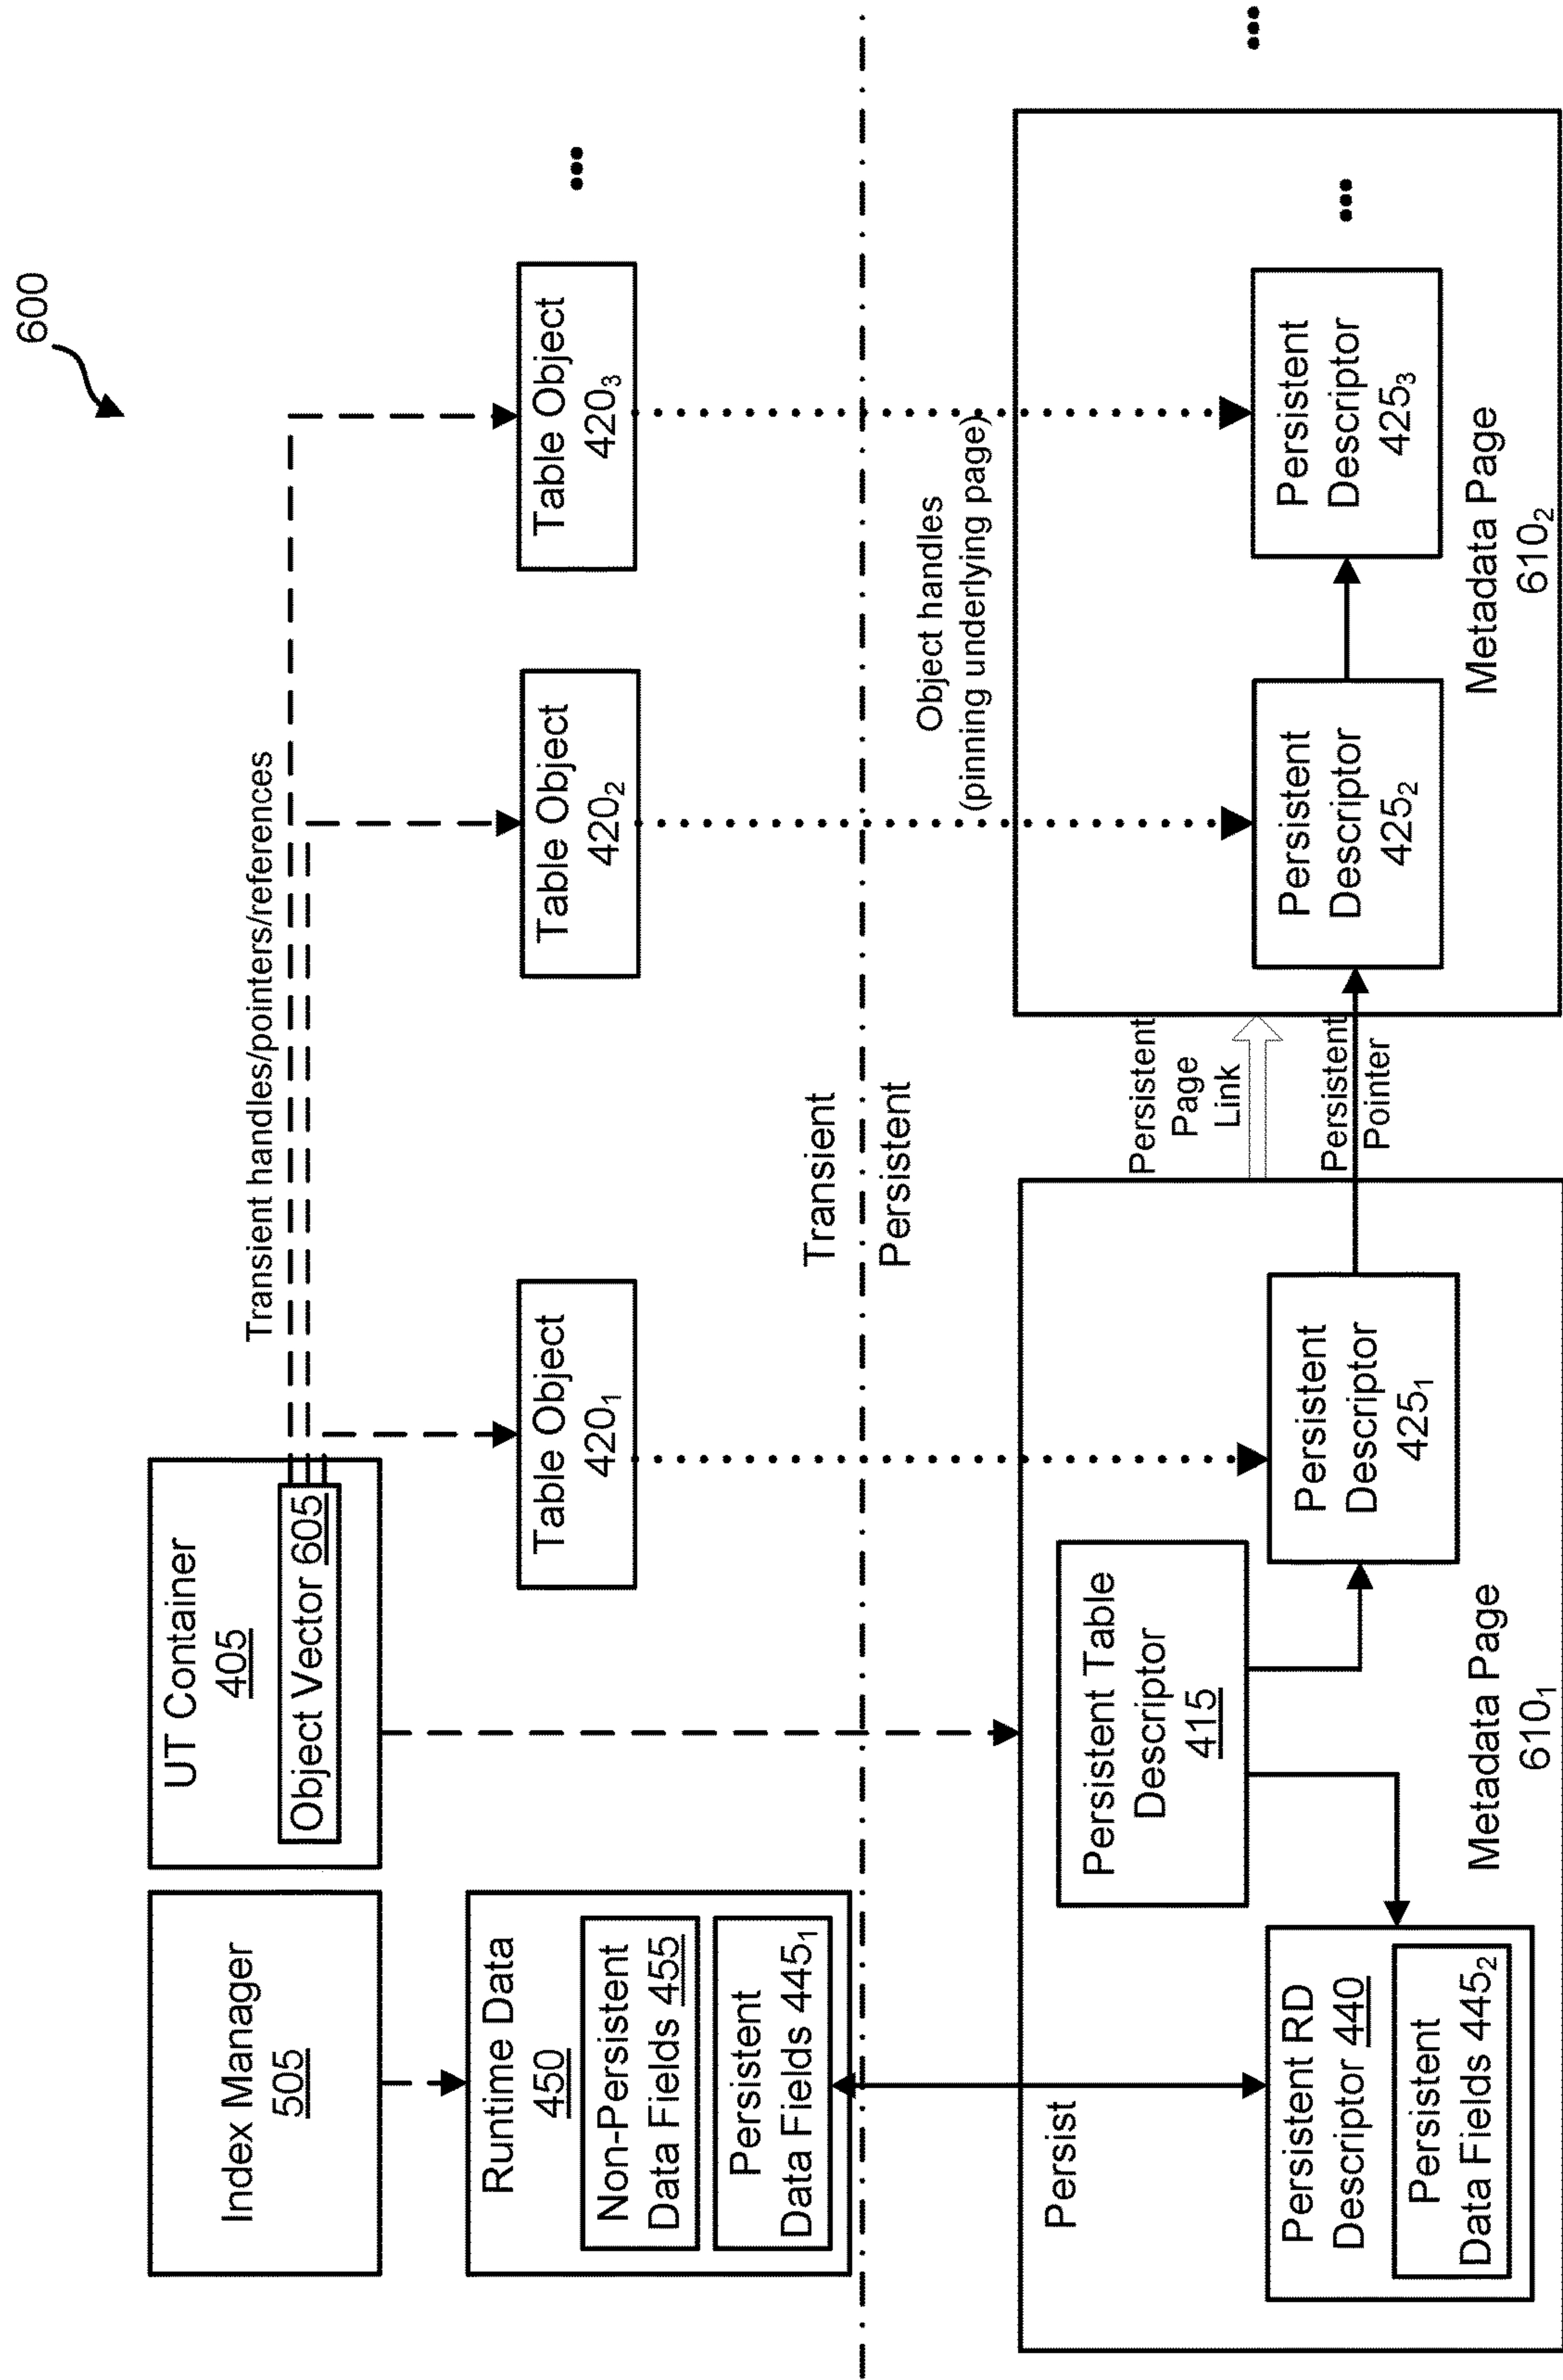 600
Index Manager
505
UT Container
405
Object Vector 605
Transient handles/pointers/references
Runtime Data
450
Non-Persistent
Data Fields 455
Persistent
Data Fields 445₁
Table Object
420₁
Table Object
420₂
Table Object
420₃
•••
Transient
Persistent
Object handles
(pinning underlying page)
•••
Persist
Persistent RD
Descriptor 440
Persistent
Data Fields 445₂
Persistent Table
Descriptor
415
Persistent
Descriptor
425₁
Metadata Page
610₁
Persistent
Page
Link
Persistent
Pointer
Persistent
Descriptor
425₂
Persistent
Descriptor
425₃
•••
Metadata Page
610₂